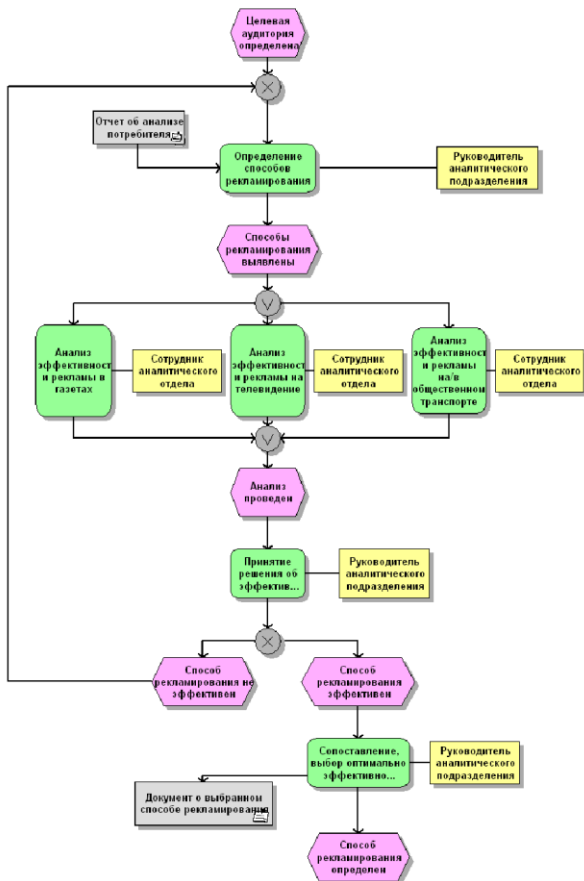 Целевая
аудитория
определена
Отчет об анализе
потребителя
Определение
способов
рекламирования
Руководитель
аналитического
подразделения
Способы
рекламирования
выявлены
Анализ
эффективност
и рекламы в
газетах
Сотрудник
аналитического
отдела
Анализ
эффективност
и рекламы на
телевидение
Сотрудник
аналитического
отдела
Анализ
эффективност
и рекламы
на/в
общественном
транспорте
Сотрудник
аналитического
отдела
Анализ
проведен
Принятие
решения об
эффектив...
Руководитель
аналитического
подразделения
Способ
рекламирования не
эффективен
Способ
рекламирования
эффективен
Сопоставление,
выбор оптимально
эффективно...
Руководитель
аналитического
подразделения
Документ о выбранном
способе рекламирования
Способ
рекламирования
определен